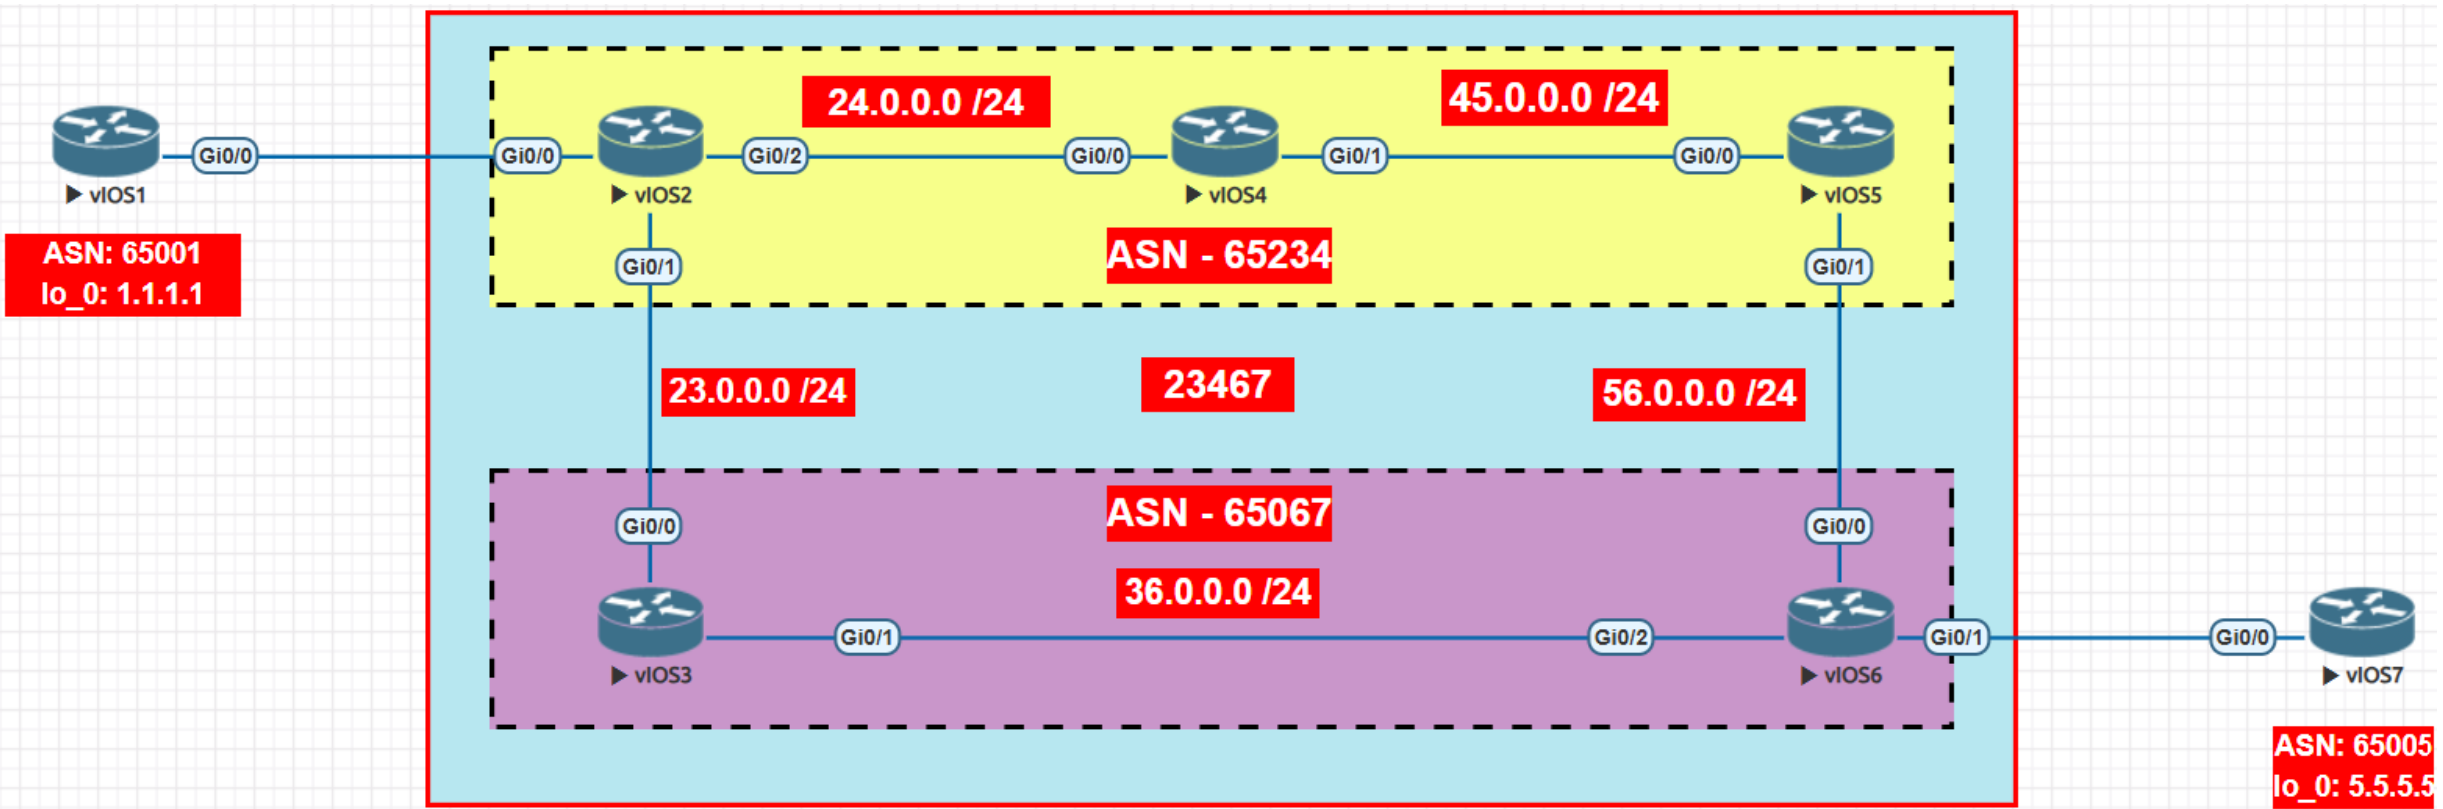 24.0.0.0 /24
45.0.0.0 /24
Gi0/0
Gi0/0
Gi0/2
Gi0/0
Gi0/1
Gi0/0
vIOS1
vIOS2
vIOS4
vIOS5
ASN: 65001
lo_0: 1.1.1.1
Gi0/1
ASN - 65234
Gi0/1
23.0.0.0 /24
23467
56.0.0.0 /24
Gi0/0
ASN - 65067
Gi0/0
36.0.0.0 /24
Gi0/1
Gi0/2
Gi0/1
Gi0/0
vIOS3
vIOS6
vIOS7
ASN: 65005
lo_0: 5.5.5.5